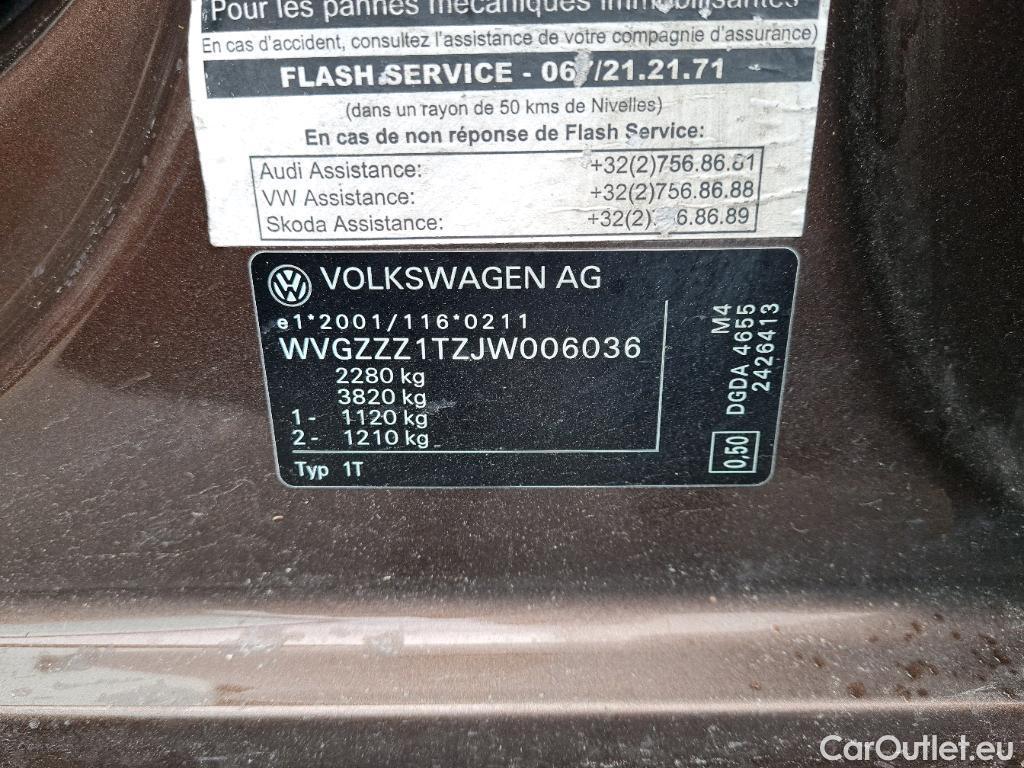 Pour les pannes mécaniques immobilisantes
(En cas d'accident, consultez l'assistance de votre compagnie d'assurance)
FLASH SERVICE - 067/21.21.71
(dans un rayon de 50 kms de Nivelles)
En cas de non réponse de Flash Service:
Audi Assistance: +32(2)756.86.81
VW Assistance: +32(2)756.86.88
Skoda Assistance: +32(2) 6.86.89
VOLKSWAGEN AG
e1*2001/116*0211
WVGZZZ1TZJW006036
2280 kg
3820 kg
1- 1120 kg
2- 1210 kg
Typ 1T
M4
DGDA 4655
2426413
0,50
CarOutlet.eu